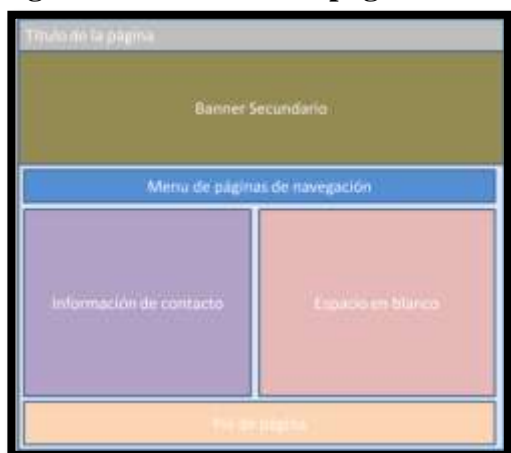 Título de la página
Banner Secundario
Menu de páginas de navegación
Información de contacto
Espacio en blanco
Pie de página